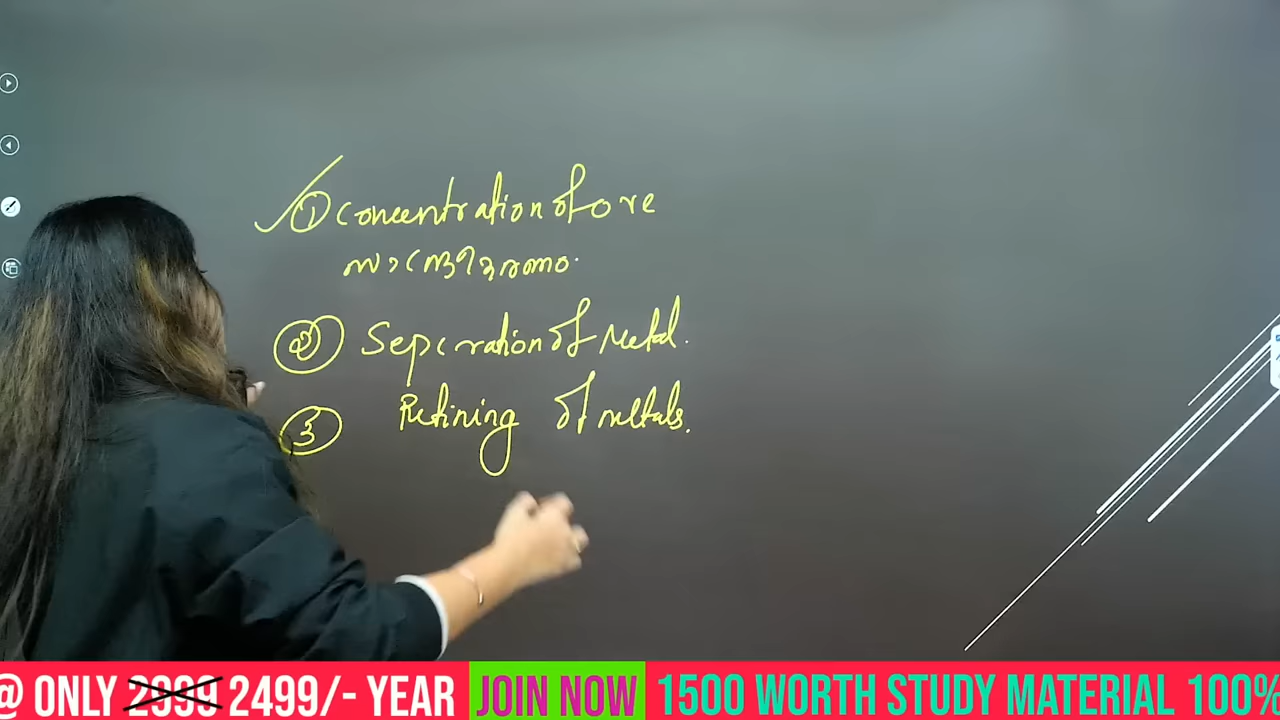 ① Concentration of ore
സാന്ദ്രീകരണം.
② Separation of Metal.
③ Refining of metals.
@ ONLY 2999 2499/- YEAR JOIN NOW 1500 WORTH STUDY MATERIAL 100%